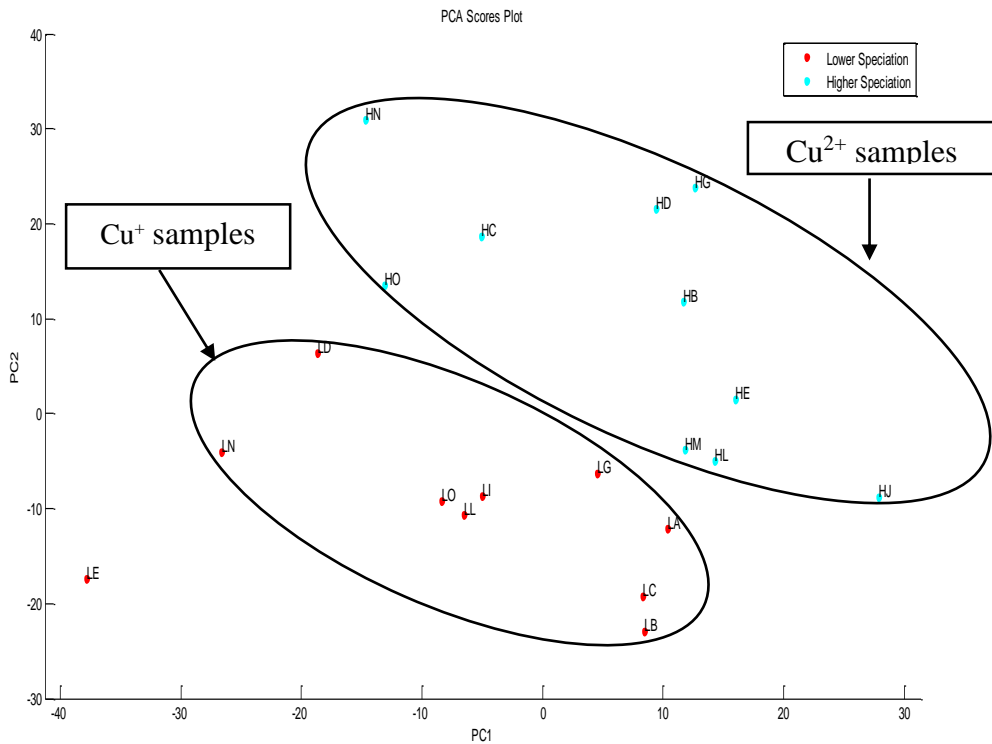 PCA Scores Plot
40
30
20
10
0
-10
-20
-30
PC2
-40
-30
-20
-10
0
10
20
30
PC1
Lower Speciation
Higher Speciation
Cu²⁺ samples
Cu⁺ samples
HN
HG
HD
HC
HO
HB
LD
HE
LN
HM
HL
LG
HJ
LO
LI
LL
LA
LE
LC
LB